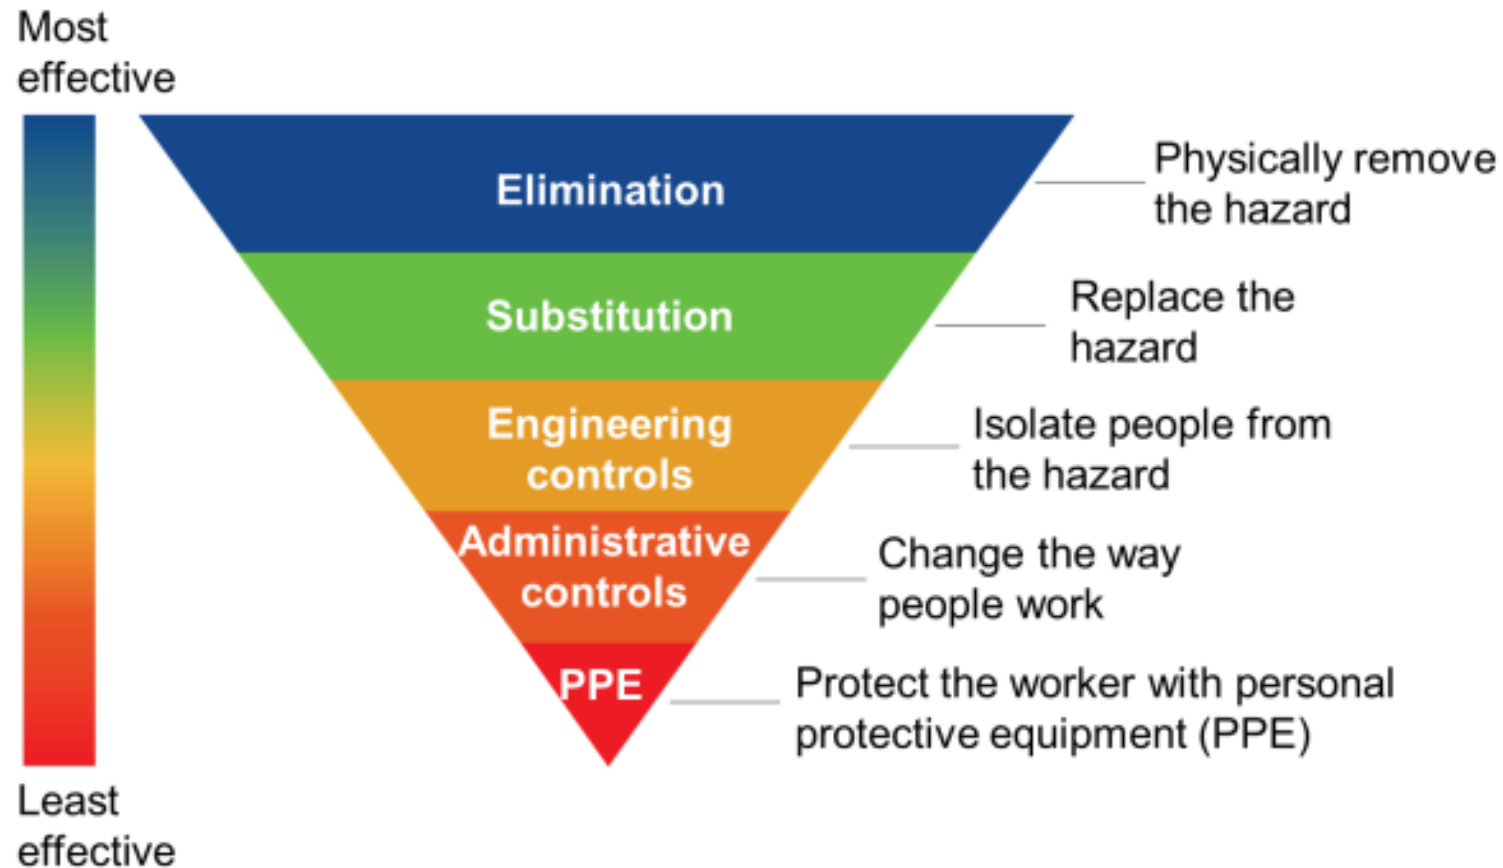 Most
effective
Elimination
Physically remove
the hazard
Substitution
Replace the
hazard
Engineering
controls
Isolate people from
the hazard
Administrative
controls
Change the way
people work
PPE
Protect the worker with personal
protective equipment (PPE)
Least
effective